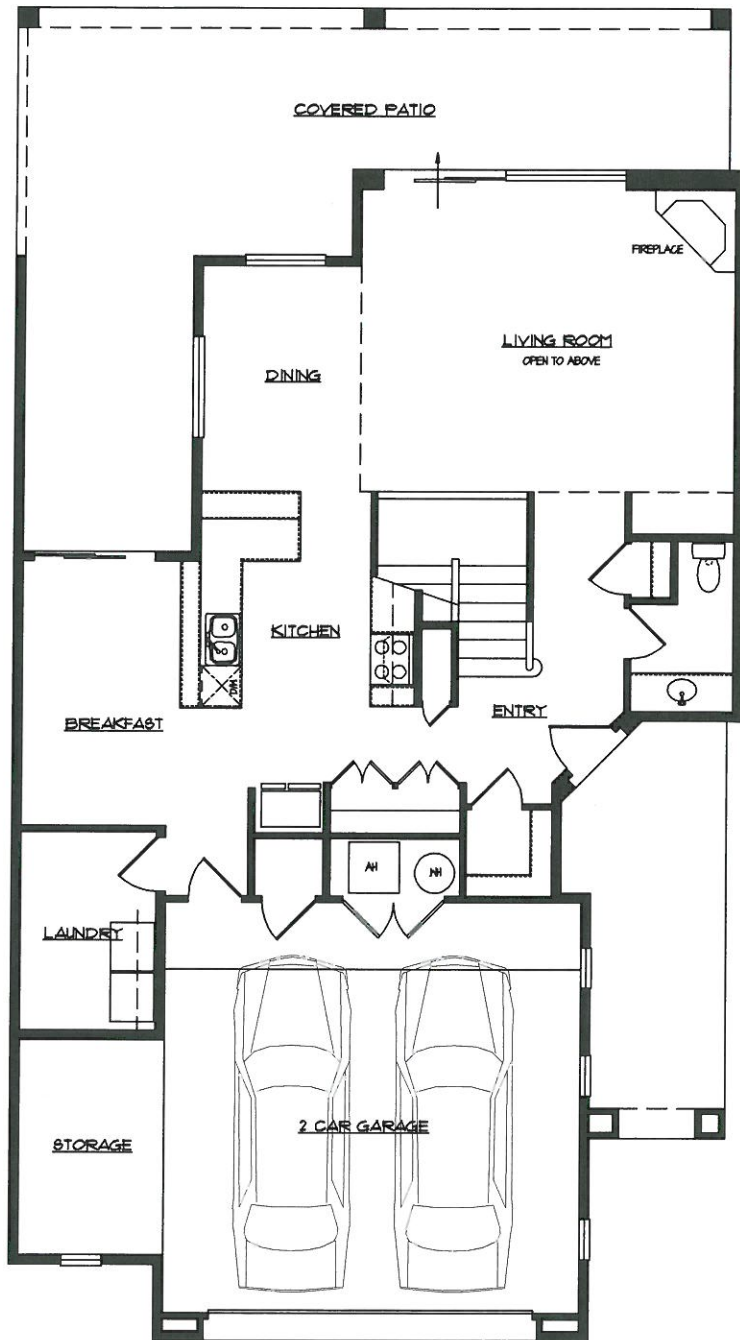 COVERED PATIO
FIREPLACE
LIVING ROOM
OPEN TO ABOVE
DINING
KITCHEN
BREAKFAST
ENTRY
AH
WH
LAUNDRY
2 CAR GARAGE
STORAGE